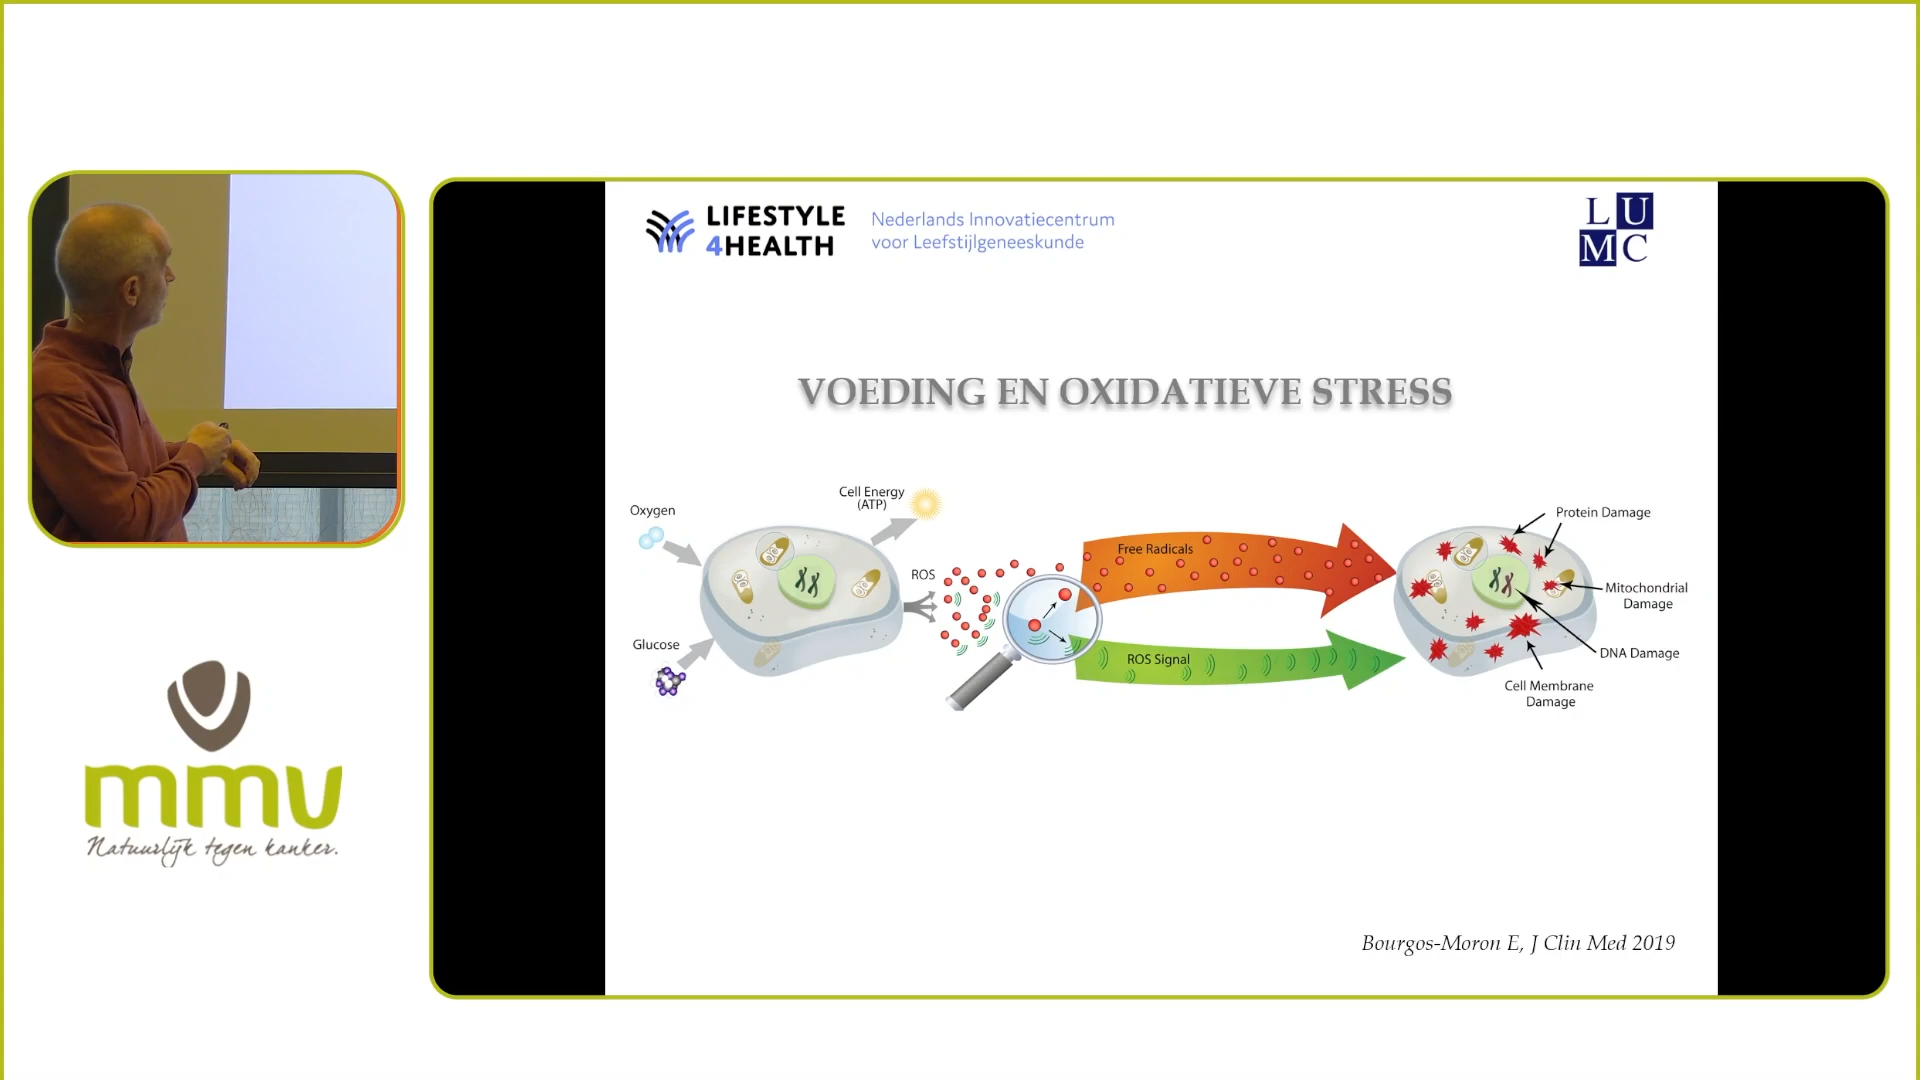 LIFESTYLE
4HEALTH
Nederlands Innovatiecentrum
voor Leefstijlgeneeskunde
L U
M C
VOEDING EN OXIDATIEVE STRESS
Oxygen
Cell Energy
(ATP)
Glucose
ROS
Free Radicals
ROS Signal
Protein Damage
Mitochondrial
Damage
DNA Damage
Cell Membrane
Damage
Bourgos-Moron E, J Clin Med 2019
mmv
Natuurlijk tegen kanker.